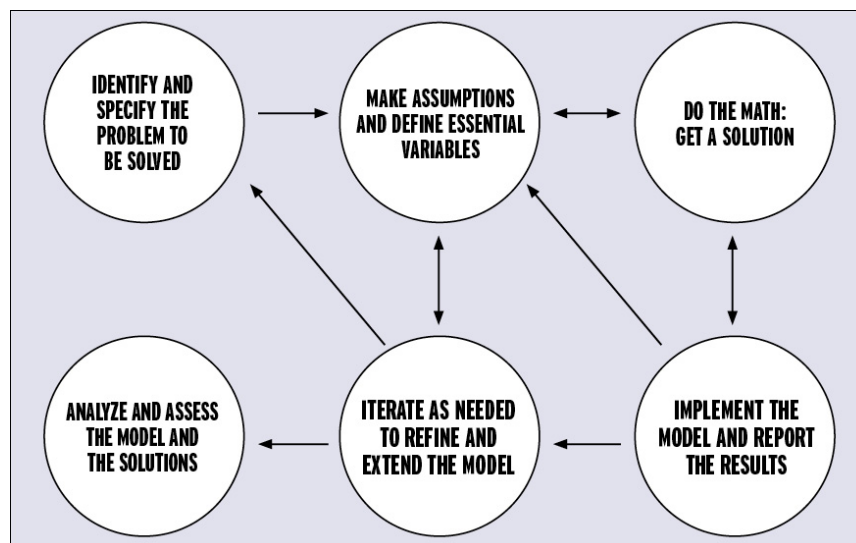 IDENTIFY AND
SPECIFY THE
PROBLEM TO
BE SOLVED
MAKE ASSUMPTIONS
AND DEFINE ESSENTIAL
VARIABLES
DO THE MATH:
GET A SOLUTION
ANALYZE AND ASSESS
THE MODEL AND
THE SOLUTIONS
ITERATE AS NEEDED
TO REFINE AND
EXTEND THE MODEL
IMPLEMENT THE
MODEL AND REPORT
THE RESULTS